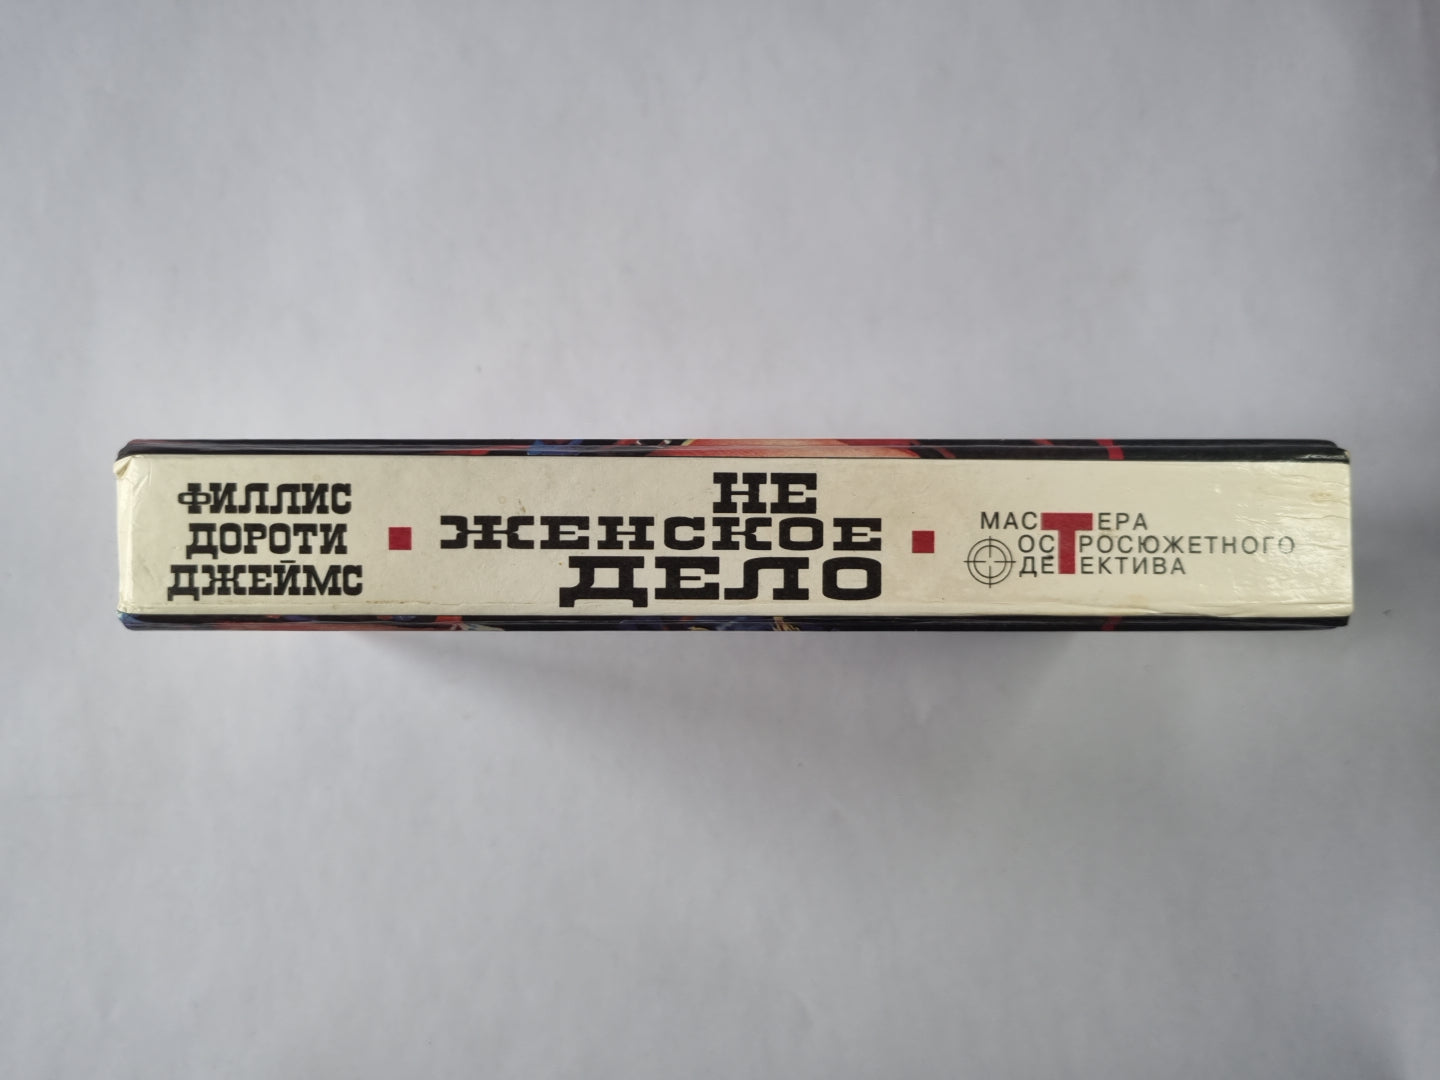 ФИЛЛИС
ДОРОТИ
ДЖЕЙМС
НЕ
ЖЕНСКОЕ
ДЕЛО
МАСТЕРА
ОСТРОСЮЖЕТНОГО
ДЕТЕКТИВА